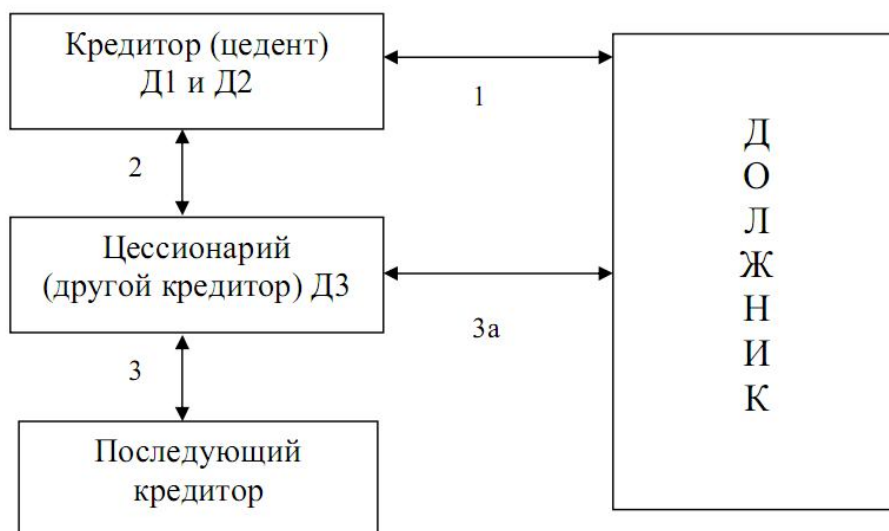 Кредитор (цедент)
Д1 и Д2
1
2
Цессионарий
(другой кредитор) Д3
3а
3
Последующий
кредитор
Д
О
Л
Ж
Н
И
К